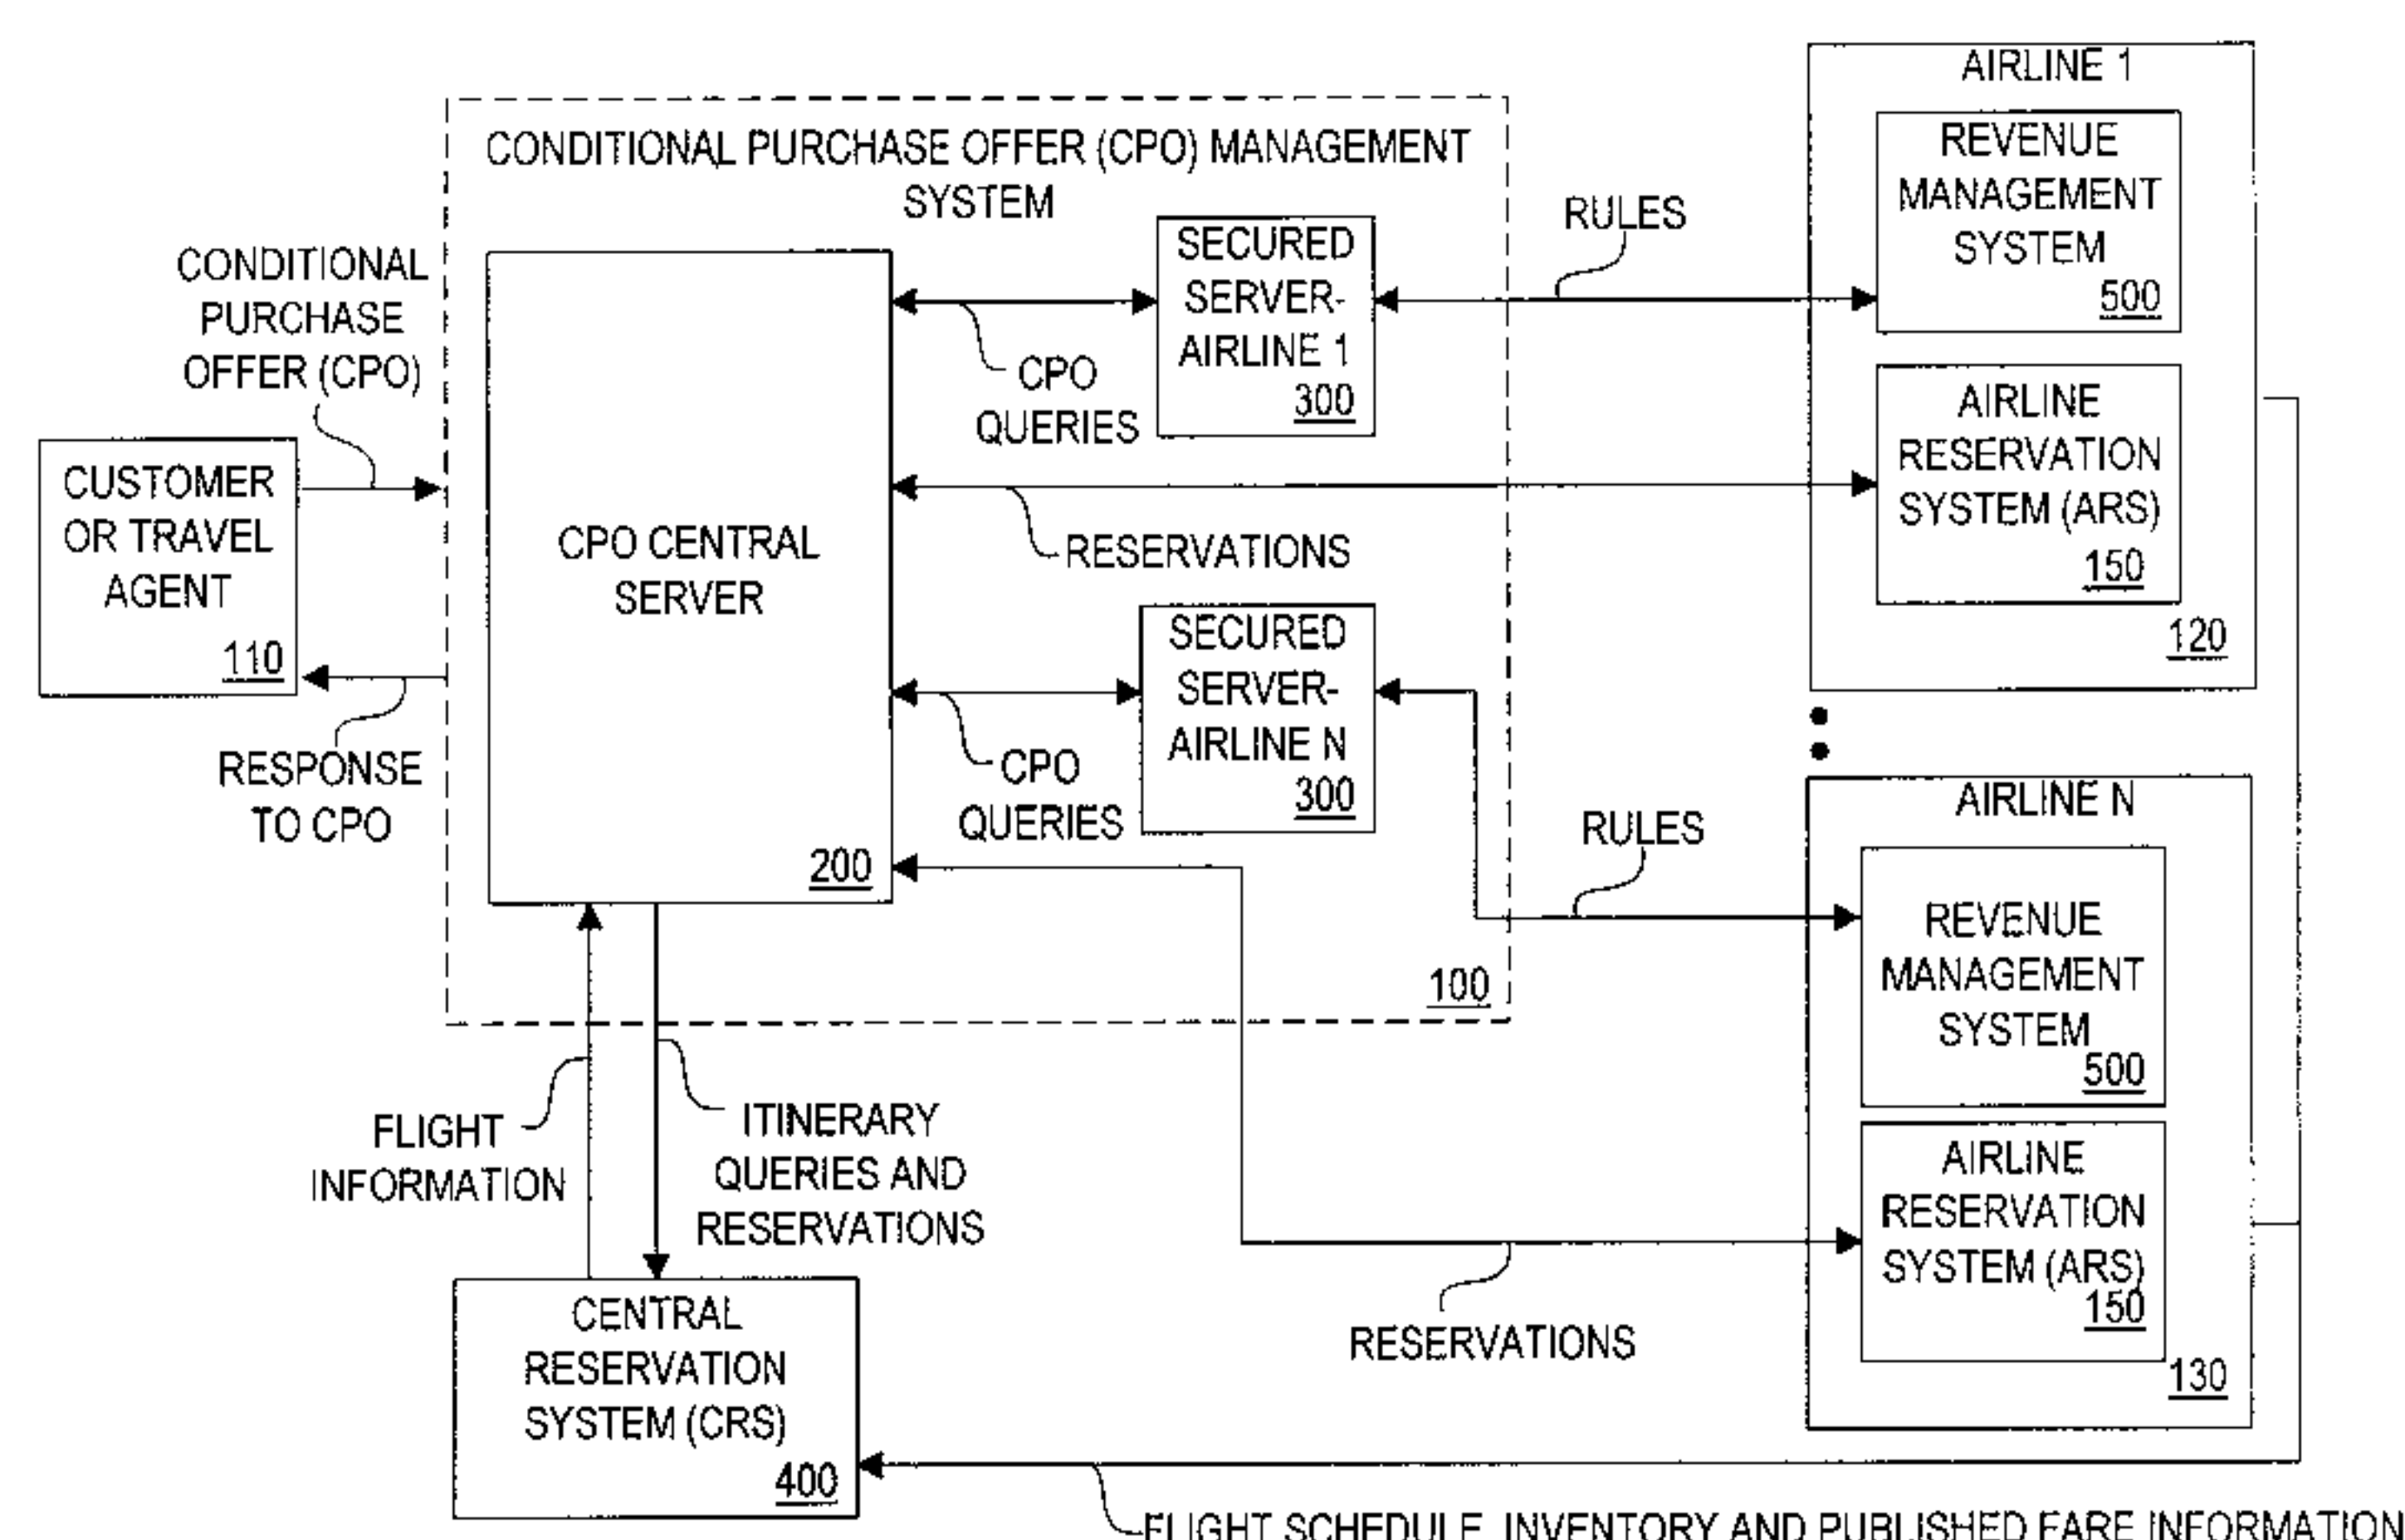 AIRLINE 1
REVENUE
MANAGEMENT
SYSTEM
500
CONDITIONAL PURCHASE OFFER (CPO) MANAGEMENT
SYSTEM
RULES
SECURED
SERVER-
AIRLINE 1
300
CONDITIONAL
PURCHASE
OFFER (CPO)
CPO
QUERIES
AIRLINE
RESERVATION
SYSTEM (ARS)
150
120
CUSTOMER
OR TRAVEL
AGENT
110
CPO CENTRAL
SERVER
200
RESERVATIONS
SECURED
SERVER-
AIRLINE N
300
RESPONSE
TO CPO
CPO
QUERIES
RULES
AIRLINE N
REVENUE
MANAGEMENT
SYSTEM
500
100
FLIGHT
INFORMATION
ITINERARY
QUERIES AND
RESERVATIONS
AIRLINE
RESERVATION
SYSTEM (ARS)
150
130
RESERVATIONS
CENTRAL
RESERVATION
SYSTEM (CRS)
400
FLIGHT SCHEDULE, INVENTORY AND PUBLISHED FARE INFORMATION